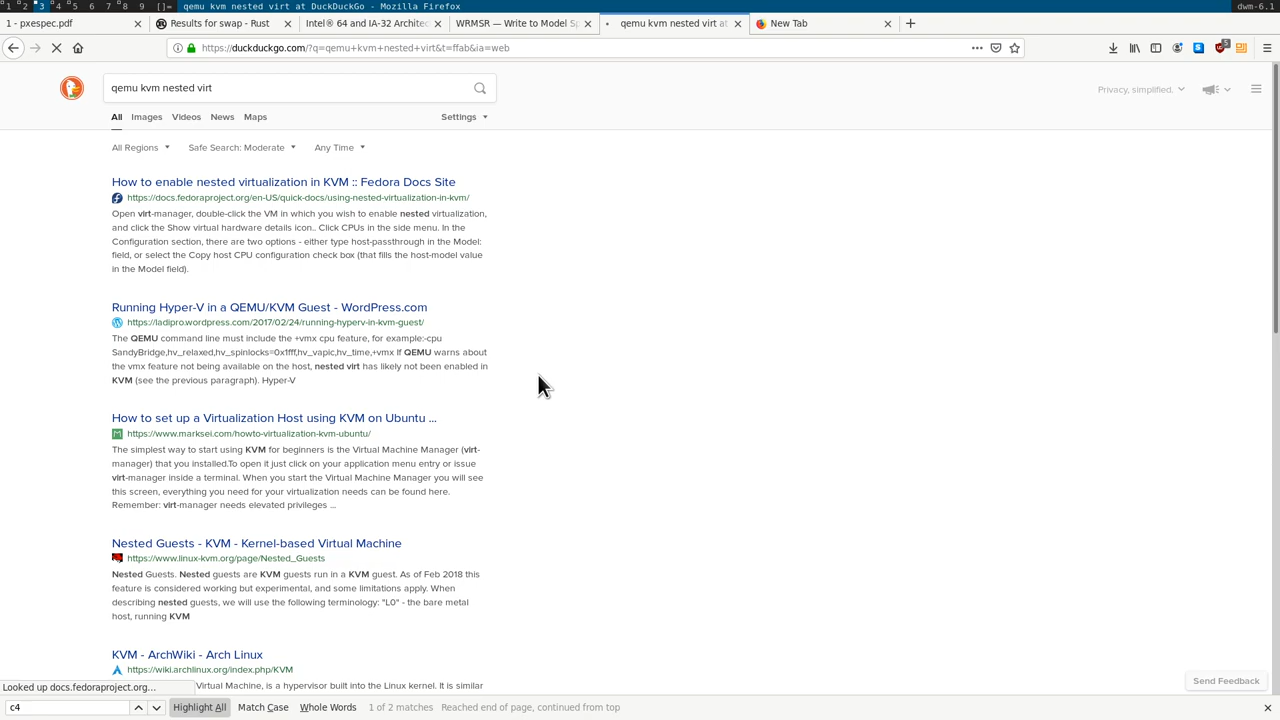 1 2 3 4 5 6 7 8 9 []= qemu kvm nested virt at DuckDuckGo - Mozilla Firefox dwm-6.1
1 - pxespec.pdf × Results for swap - Rust × Intel® 64 and IA-32 Architec × WRMSR — Write to Model Sp × qemu kvm nested virt at × New Tab ×
https://duckduckgo.com/?q=qemu+kvm+nested+virt&t=ffab&ia=web
5
qemu kvm nested virt
Privacy, simplified.
All Images Videos News Maps Settings
All Regions Safe Search: Moderate Any Time
How to enable nested virtualization in KVM :: Fedora Docs Site
https://docs.fedoraproject.org/en-US/quick-docs/using-nested-virtualization-in-kvm/
Open virt-manager, double-click the VM in which you wish to enable nested virtualization,
and click the Show virtual hardware details icon.. Click CPUs in the side menu. In the
Configuration section, there are two options - either type host-passthrough in the Model:
field, or select the Copy host CPU configuration check box (that fills the host-model value
in the Model field).
Running Hyper-V in a QEMU/KVM Guest - WordPress.com
https://ladipro.wordpress.com/2017/02/24/running-hyperv-in-kvm-guest/
The QEMU command line must include the +vmx cpu feature, for example:-cpu
SandyBridge,hv_relaxed,hv_spinlocks=0x1fff,hv_vapic,hv_time,+vmx If QEMU warns about
the vmx feature not being available on the host, nested virt has likely not been enabled in
KVM (see the previous paragraph). Hyper-V
How to set up a Virtualization Host using KVM on Ubuntu ...
https://www.marksei.com/howto-virtualization-kvm-ubuntu/
The simplest way to start using KVM for beginners is the Virtual Machine Manager (virt-
manager) that you installed.To open it just click on your application menu entry or issue
virt-manager inside a terminal. When you start the Virtual Machine Manager you will see
this screen, everything you need for your virtualization needs can be found here.
Remember: virt-manager needs elevated privileges ...
Nested Guests - KVM - Kernel-based Virtual Machine
https://www.linux-kvm.org/page/Nested_Guests
Nested Guests. Nested guests are KVM guests run in a KVM guest. As of Feb 2018 this
feature is considered working but experimental, and some limitations apply. When
describing nested guests, we will use the following terminology: "L0" - the bare metal
host, running KVM
KVM - ArchWiki - Arch Linux
https://wiki.archlinux.org/index.php/KVM
Virtual Machine, is a hypervisor built into the Linux kernel. It is similar
Send Feedback
Looked up docs.fedoraproject.org...
c4 Highlight All Match Case Whole Words 1 of 2 matches Reached end of page, continued from top